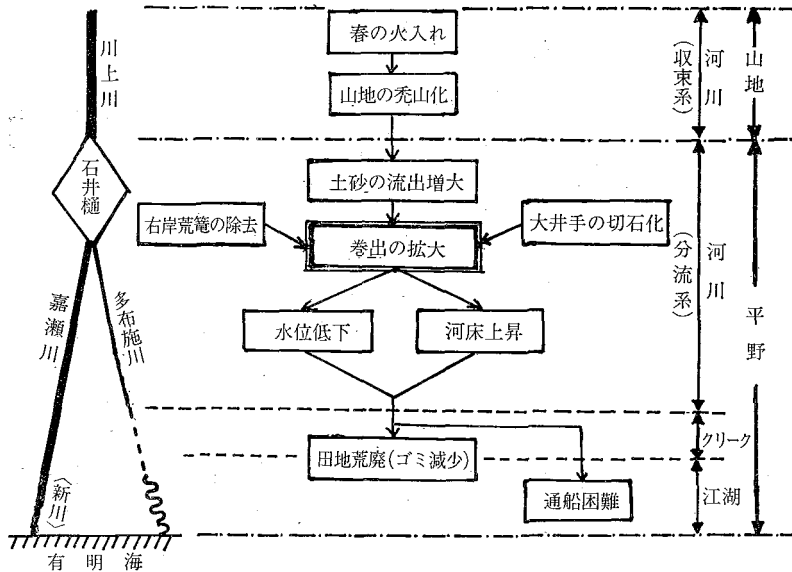 川上川
石井樋
嘉瀬川
多布施川
〈新川〉
有明海
春の火入れ
山地の禿山化
土砂の流出増大
右岸荒篭の除去
大井手の切石化
巻出の拡大
水位低下
河床上昇
田地荒廃(ゴミ減少)
通船困難
河川
(収束系)
山地
河川
(分流系)
平野
クリーク
江湖